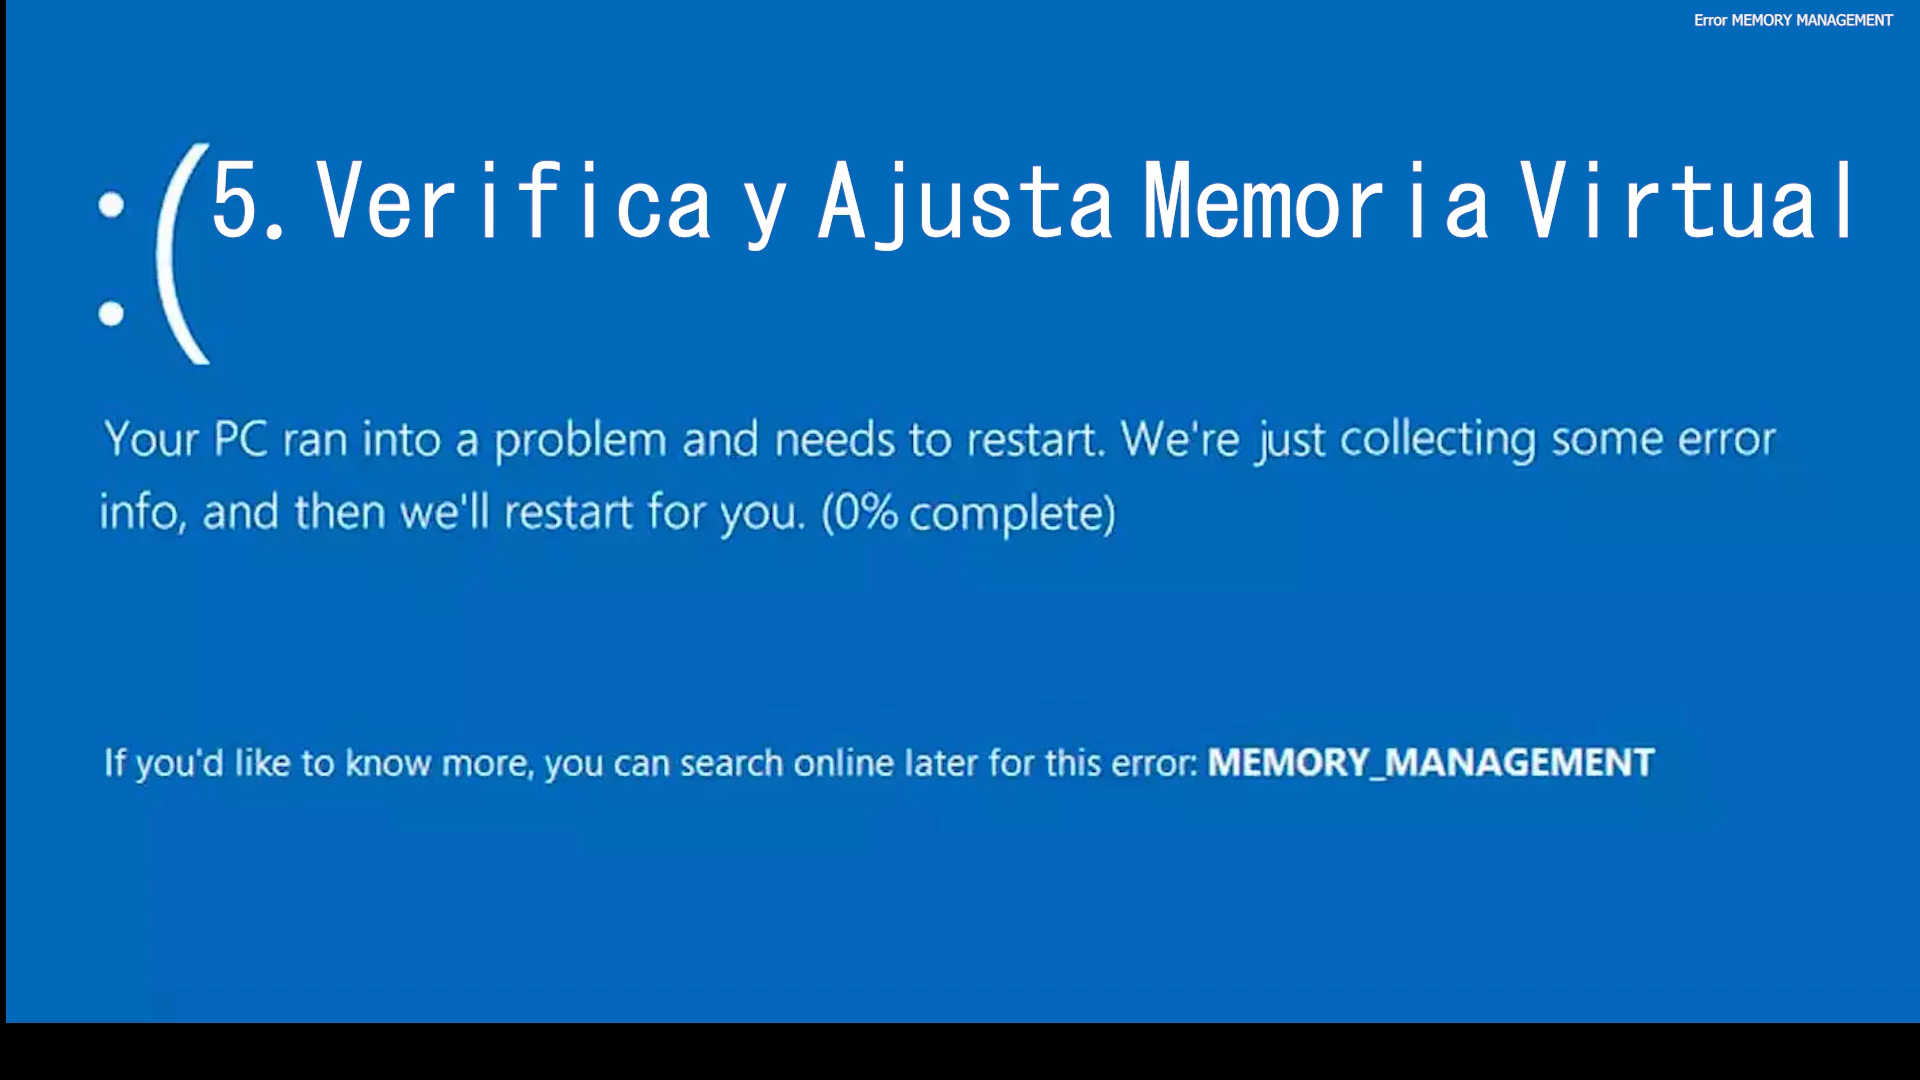 Error MEMORY MANAGEMENT
:(
5. Verifica y Ajusta Memoria Virtual
Your PC ran into a problem and needs to restart. We're just collecting some error
info, and then we'll restart for you. (0% complete)
If you'd like to know more, you can search online later for this error: MEMORY_MANAGEMENT